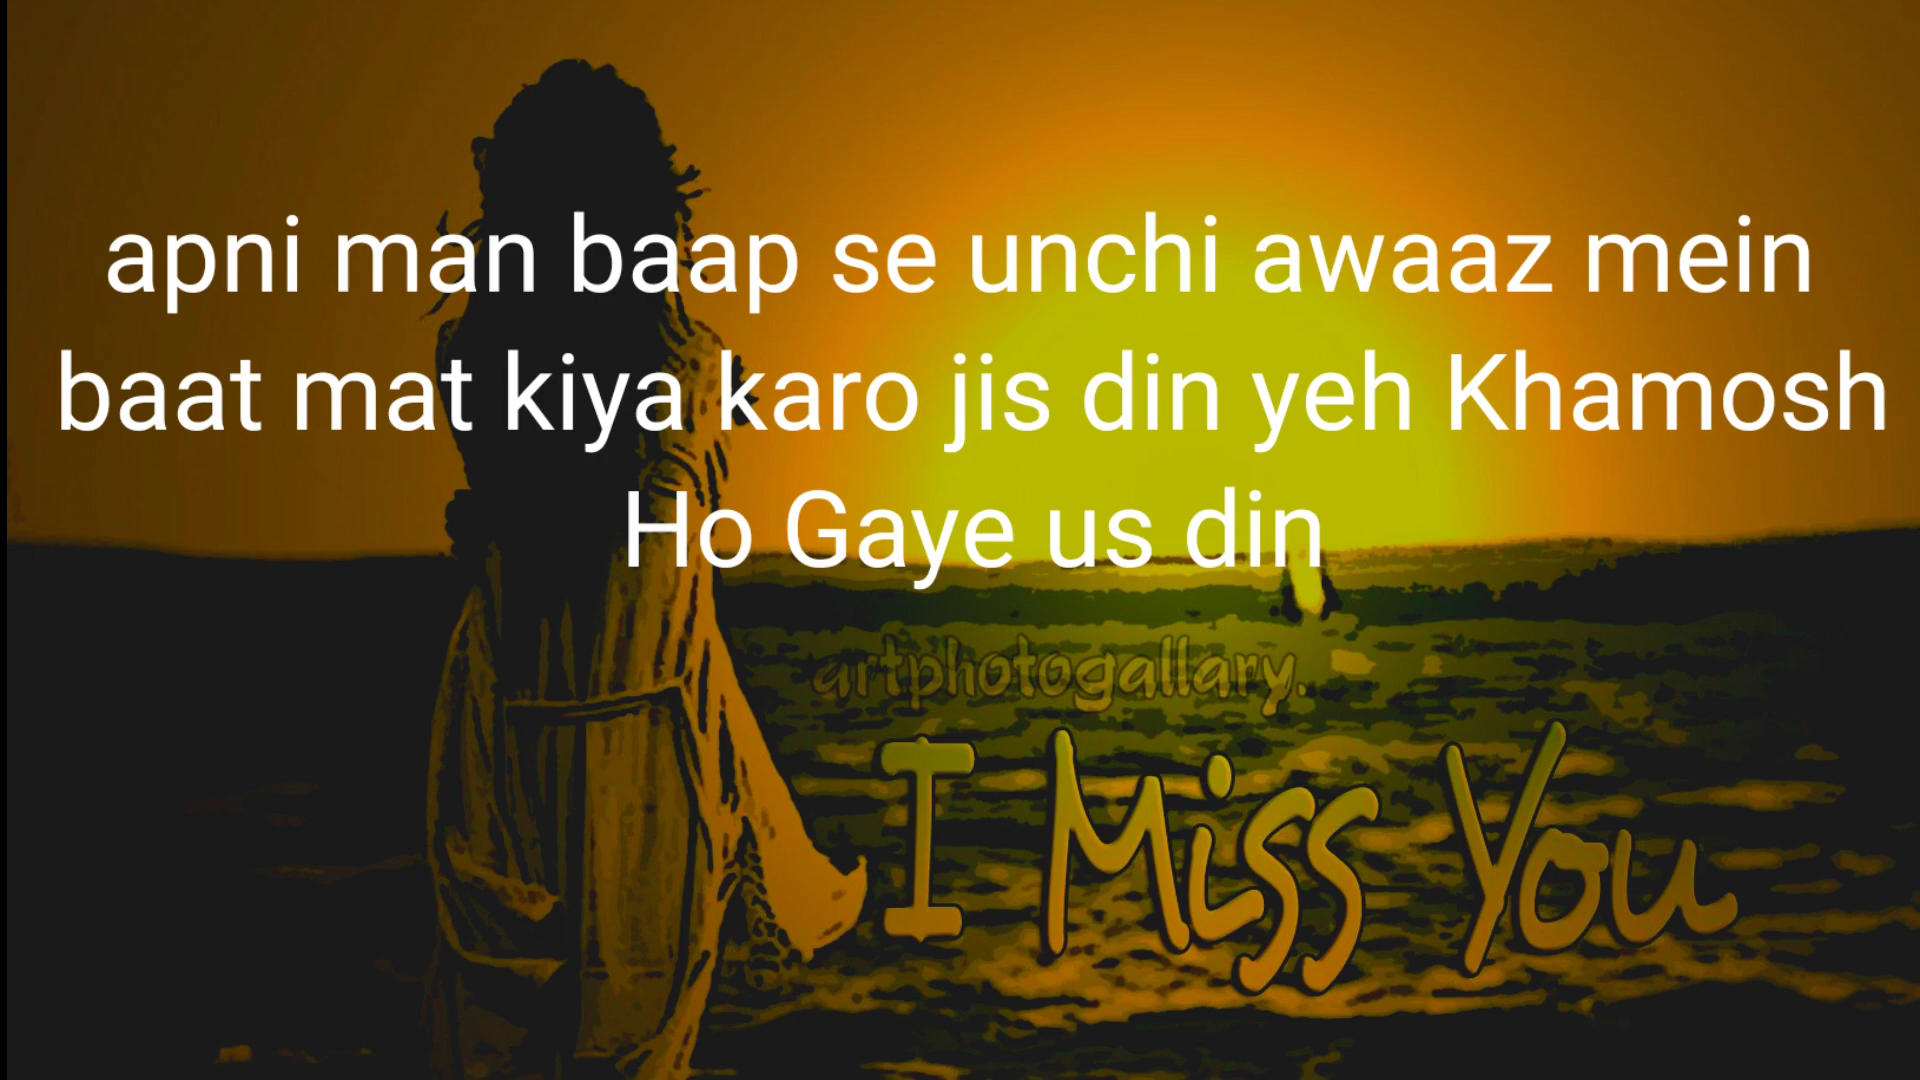 apni man baap se unchi awaaz mein
baat mat kiya karo jis din yeh Khamosh
Ho Gaye us din
artphotogallary.
I Miss You